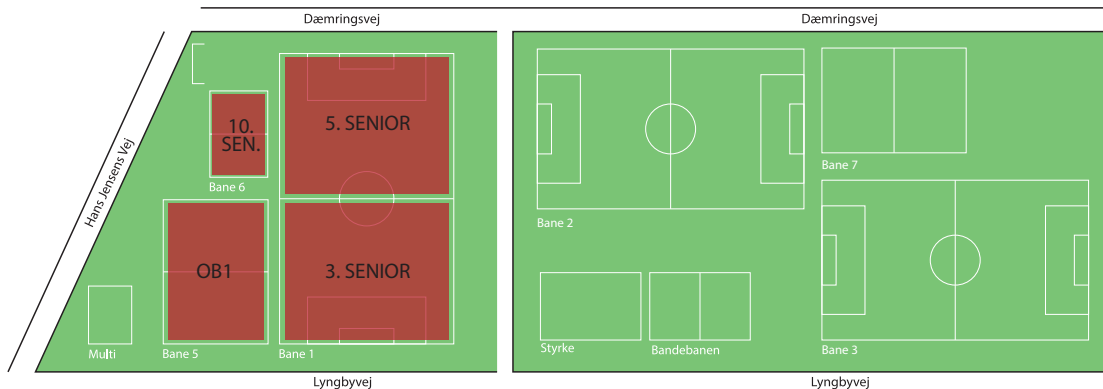 Dæmringsvej
Dæmringsvej
Hans Jensens Vej
10.
SEN.
Bane 6
5. SENIOR
OB1
3. SENIOR
Multi
Bane 5
Bane 1
Bane 2
Bane 7
Styrke
Bandebanen
Bane 3
Lyngbyvej
Lyngbyvej